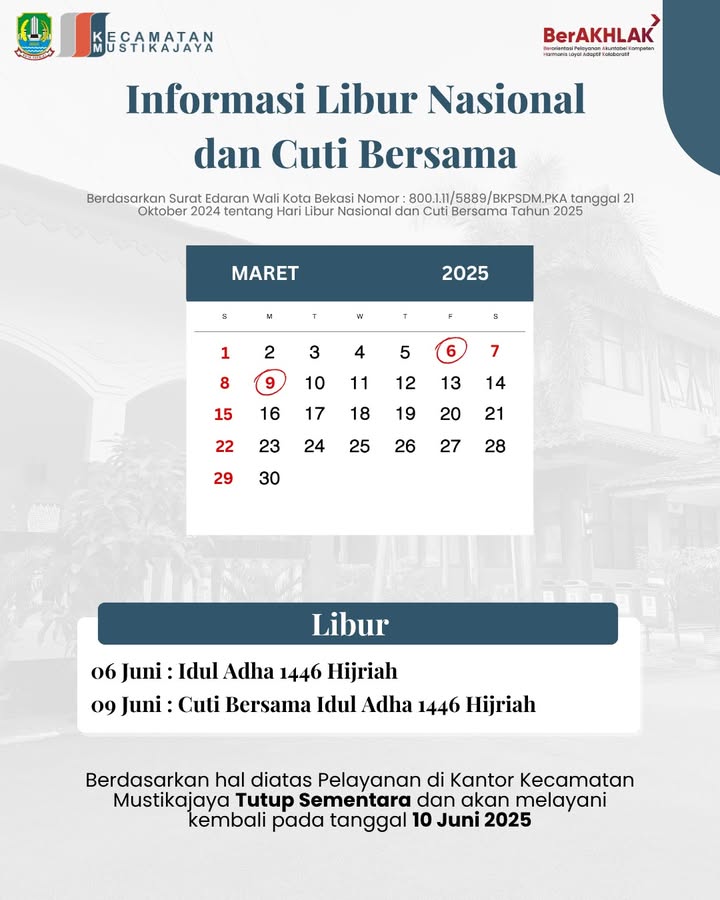 KECAMATAN
MUSTIKAJAYA
BerAKHLAK
Berorientasi Pelayanan Akuntabel Kompeten
Harmonis Loyal Adaptif Kolaboratif
Informasi Libur Nasional
dan Cuti Bersama
Berdasarkan Surat Edaran Wali Kota Bekasi Nomor : 800.1.11/5889/BKPSDM.PKA tanggal 21
Oktober 2024 tentang Hari Libur Nasional dan Cuti Bersama Tahun 2025
MARET 2025
S M T W T F S
1 2 3 4 5 6 7
8 9 10 11 12 13 14
15 16 17 18 19 20 21
22 23 24 25 26 27 28
29 30
Libur
06 Juni : Idul Adha 1446 Hijriah
09 Juni : Cuti Bersama Idul Adha 1446 Hijriah
Berdasarkan hal diatas Pelayanan di Kantor Kecamatan
Mustikajaya Tutup Sementara dan akan melayani
kembali pada tanggal 10 Juni 2025